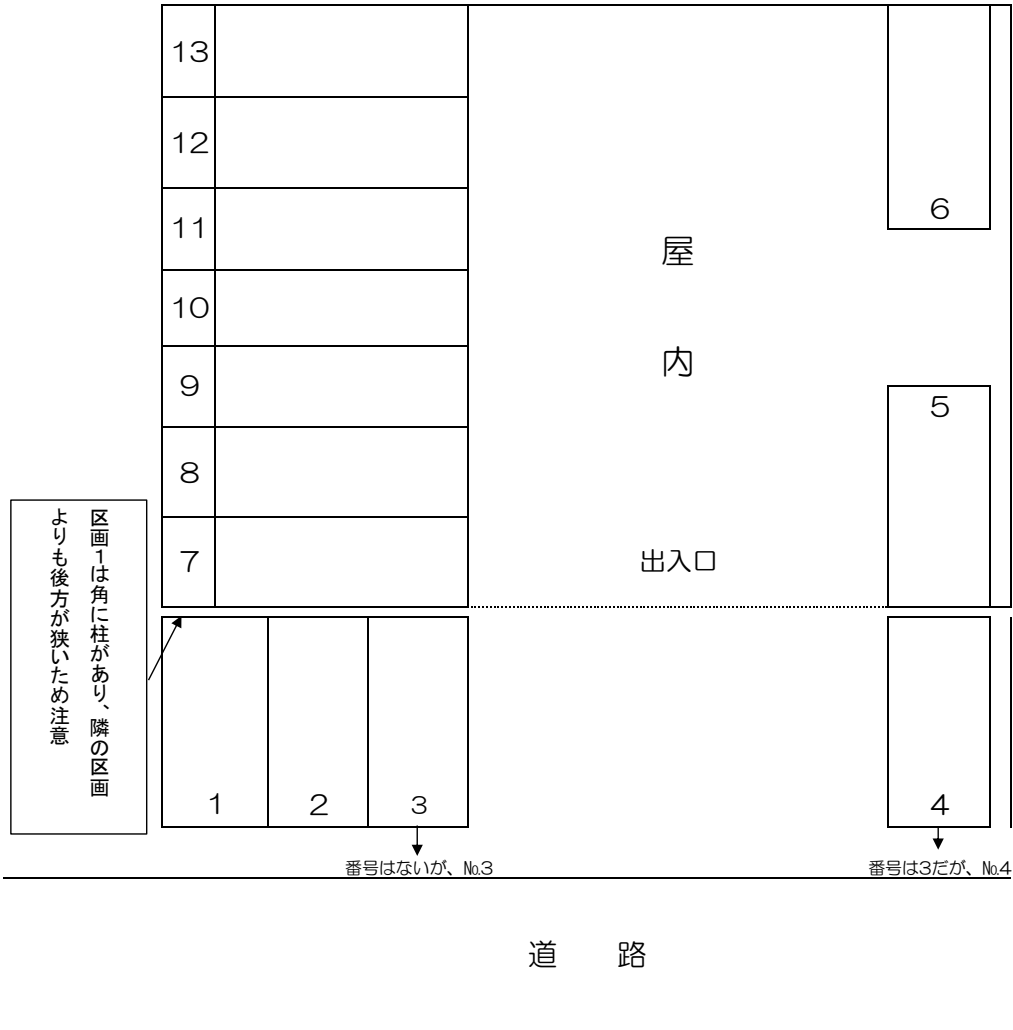 13
12
11
10
9
8
7
6
5
屋
内
出入口
区画１は角に柱があり、隣の区画
よりも後方が狭いため注意
1
2
3
4
番号はないが、№3
番号は3だが、№4
道　路